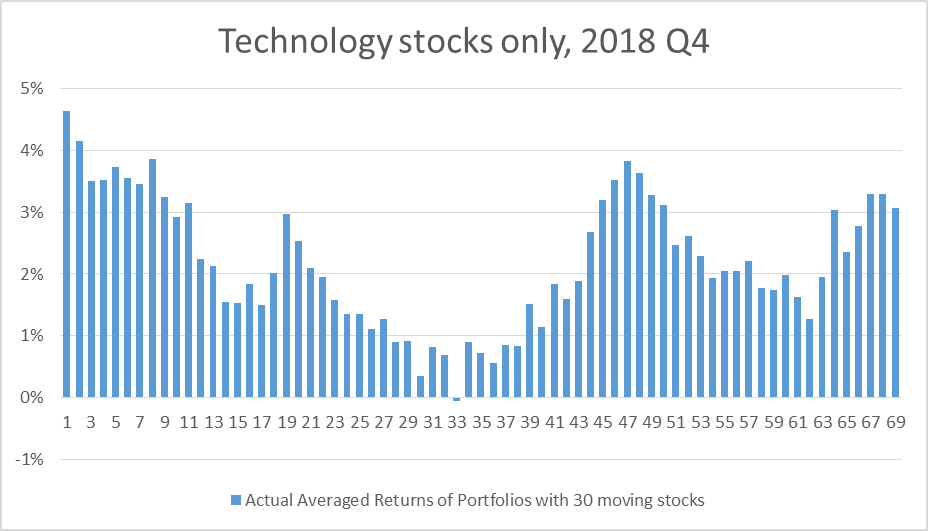 Technology stocks only, 2018 Q4
5%
4%
3%
2%
1%
0%
1 3 5 7 9 11 13 15 17 19 21 23 25 27 29 31 33 35 37 39 41 43 45 47 49 51 53 55 57 59 61 63 65 67 69
-1%
Actual Averaged Returns of Portfolios with 30 moving stocks